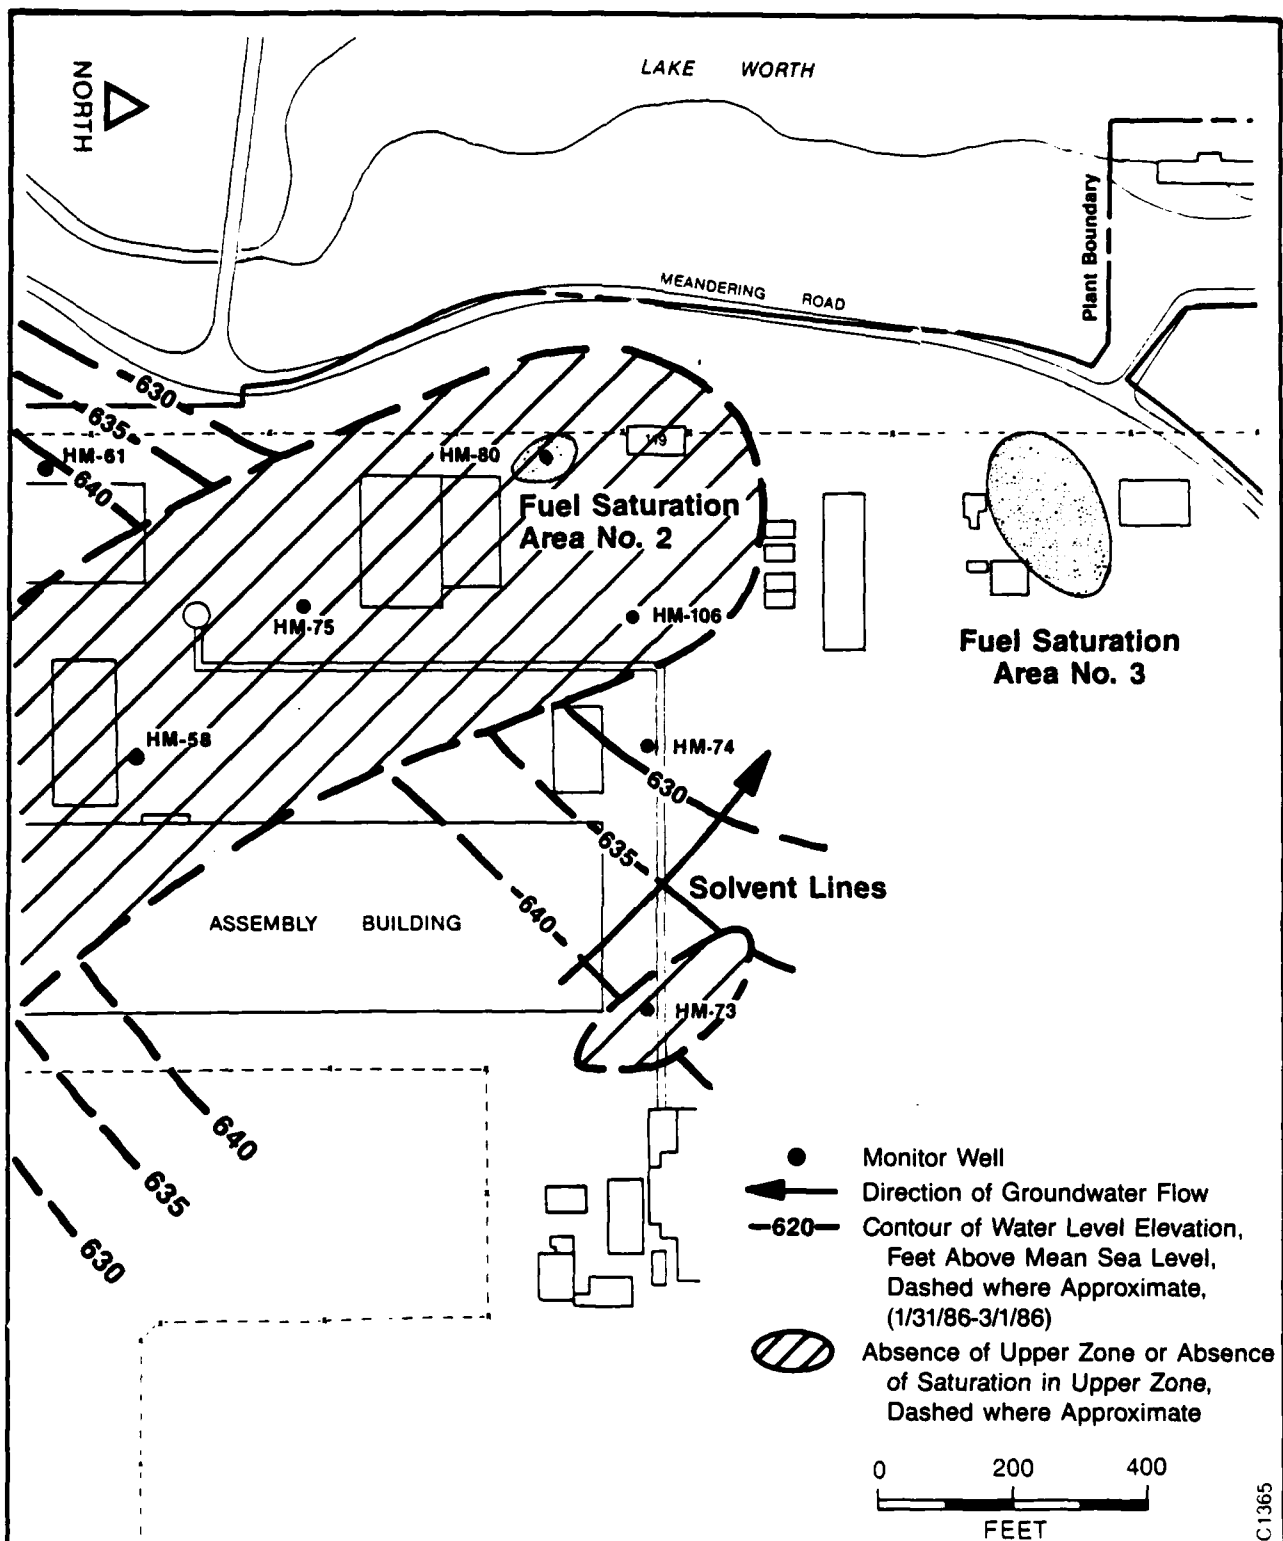 LAKE WORTH
NORTH
Plant Boundary
MEANDERING ROAD
630
635
HM-61
640
HM-80
149
Fuel Saturation
Area No. 2
HM-75
HM-106
Fuel Saturation
Area No. 3
HM-58
HM-74
630
635
Solvent Lines
640
ASSEMBLY BUILDING
HM-73
640
635
630
Monitor Well
Direction of Groundwater Flow
620 Contour of Water Level Elevation,
Feet Above Mean Sea Level,
Dashed where Approximate,
(1/31/86-3/1/86)
Absence of Upper Zone or Absence
of Saturation in Upper Zone,
Dashed where Approximate
0 200 400
FEET
C1365